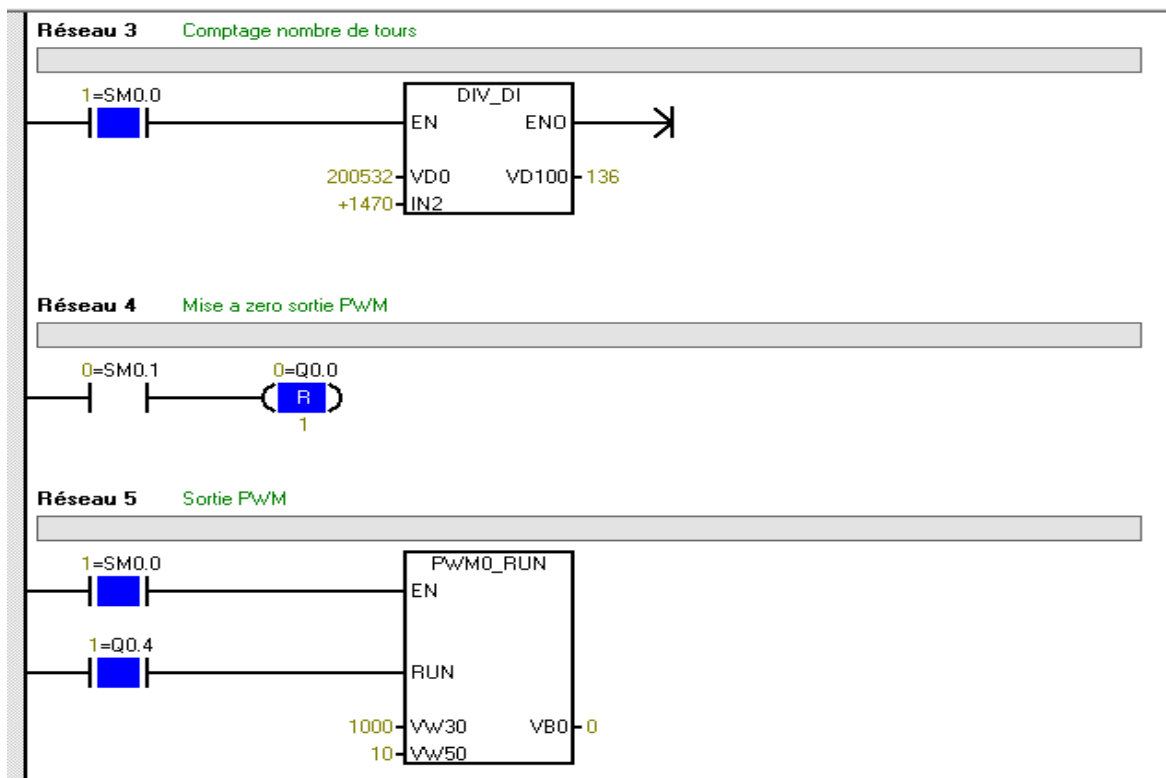 Réseau 3 Comptage nombre de tours
1=SM0.0
DIV_DI
EN ENO
200532 VD0 VD100 136
+1470 IN2
Réseau 4 Mise a zero sortie PWM
0=SM0.1 0=Q0.0
R
1
Réseau 5 Sortie PWM
1=SM0.0
PWM0_RUN
EN
1=Q0.4
RUN
1000 VW30 VB0 0
10 VW50